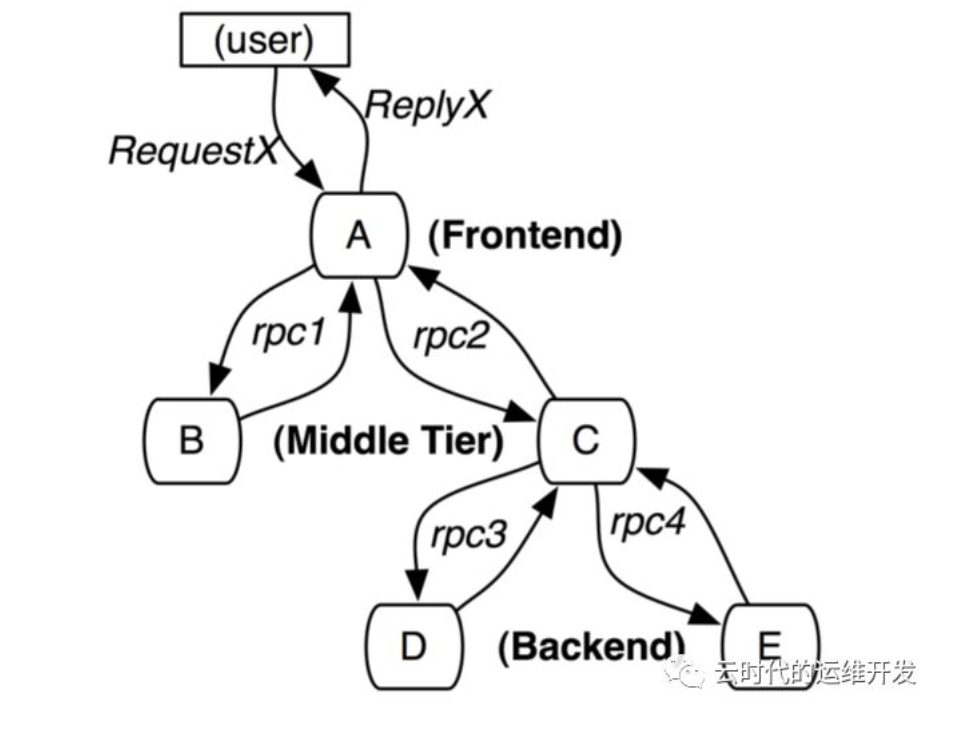 (user)
ReplyX
RequestX
A
(Frontend)
rpc1
rpc2
B
(Middle Tier)
C
rpc3
rpc4
D
(Backend)
E
云时代的运维开发